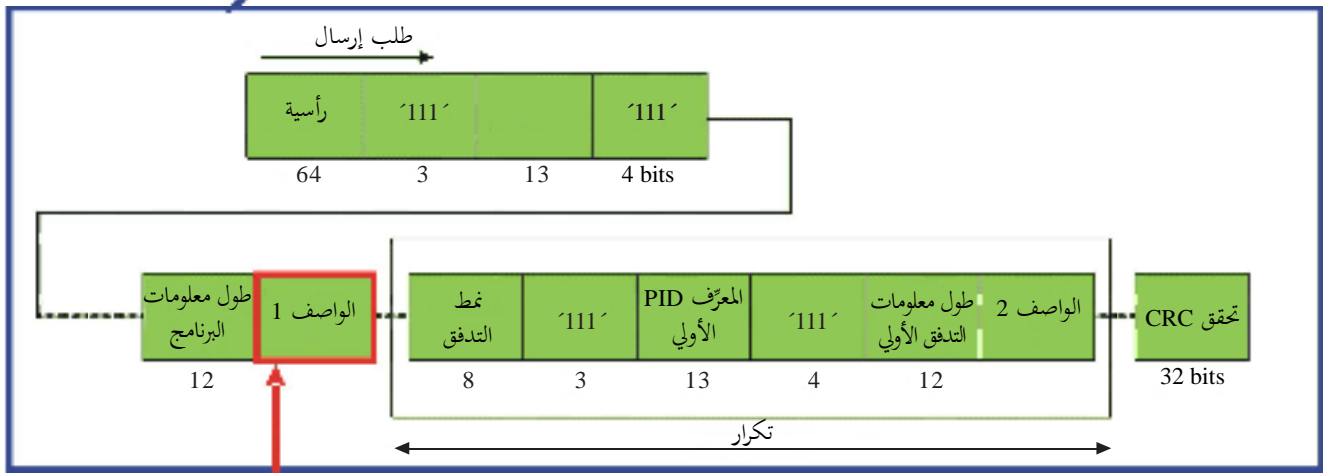 طلب إرسال
رأسية
´111´
´111´
64
3
13
4 bits
طول معلومات
البرنامج
الواصف 1
نمط
التدفق
´111´
المعرِّف PID
الأولي
´111´
طول معلومات
التدفق الأولي
الواصف 2
تحقق CRC
12
8
3
13
4
12
32 bits
تكرار